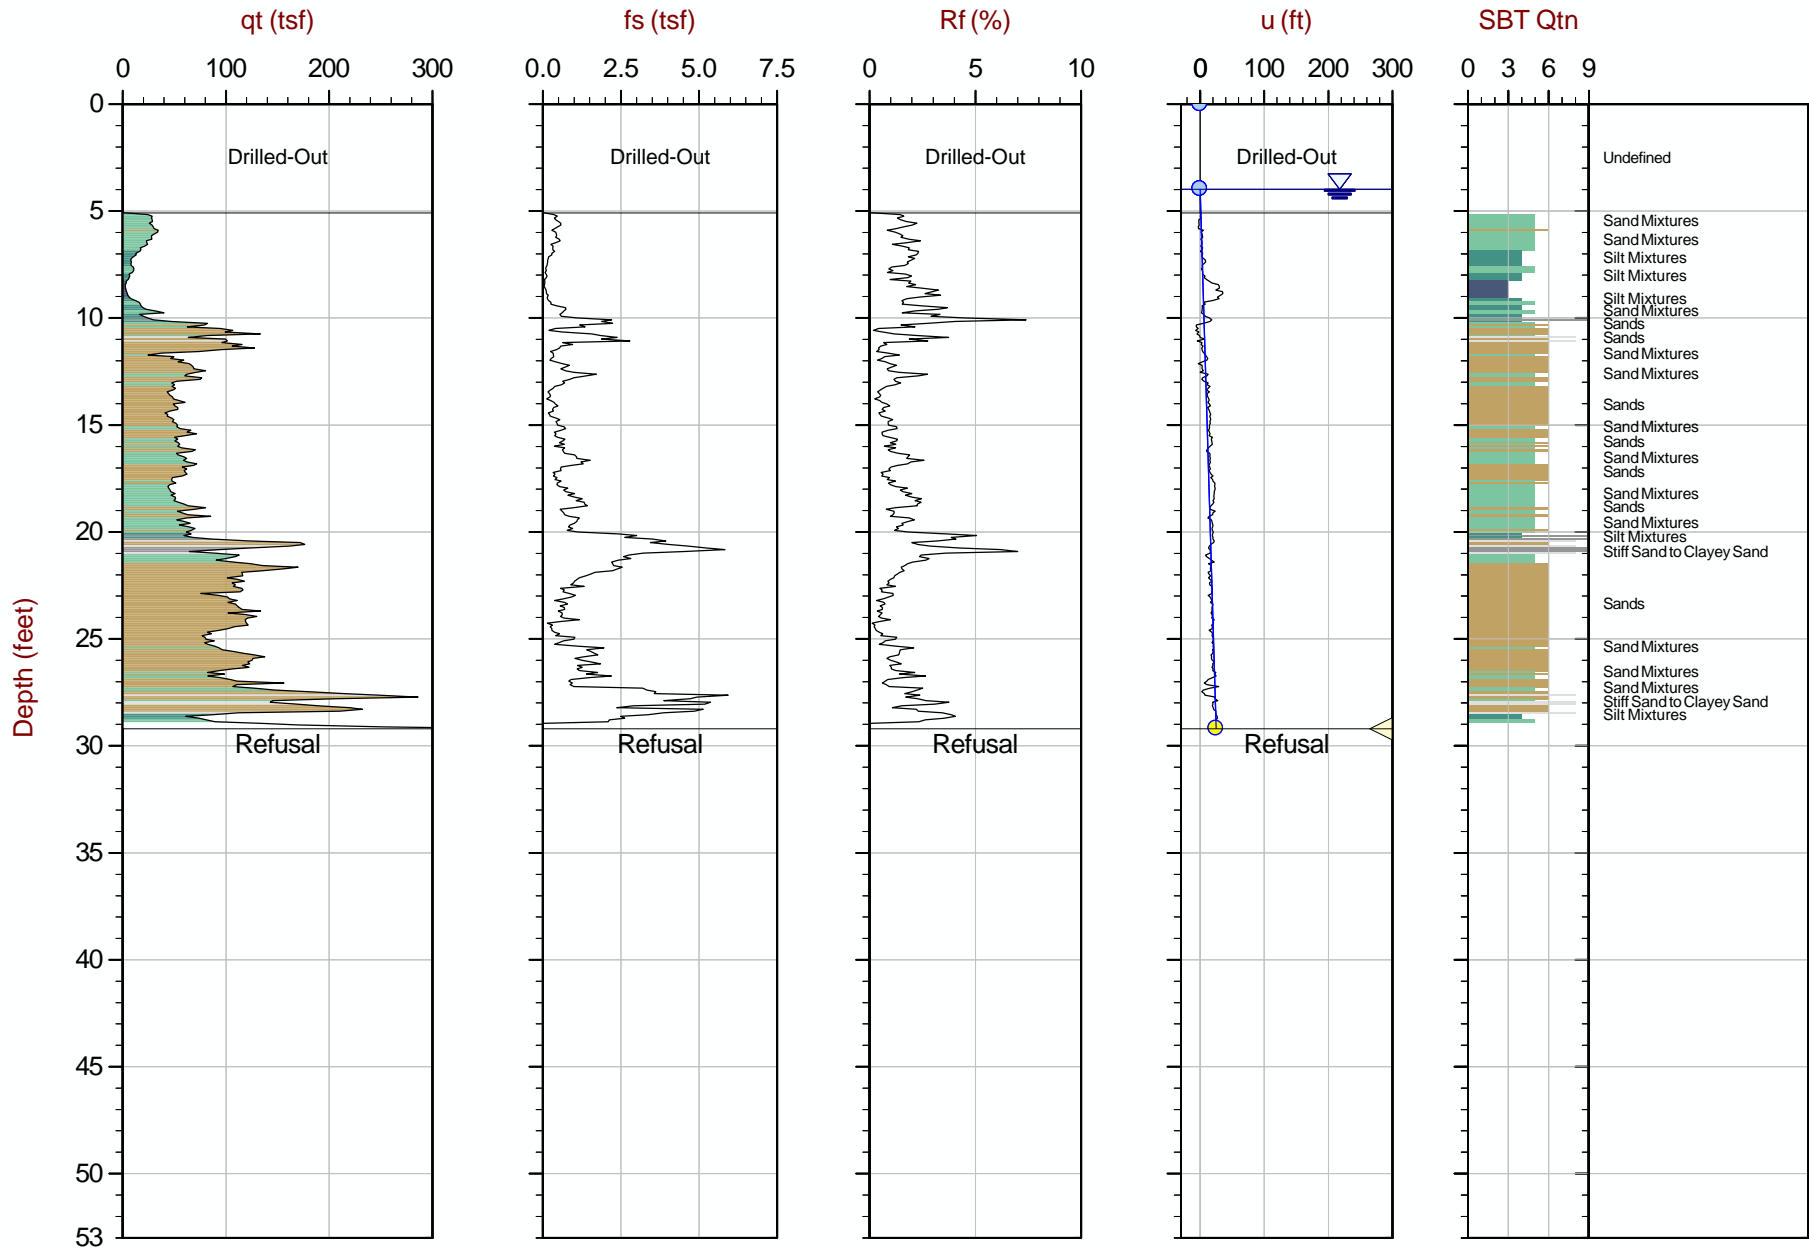 qt (tsf) fs (tsf) Rf (%) u (ft) SBT Qtn
0 100 200 300 0.0 2.5 5.0 7.5 0 5 10 0 100 200 300 0 3 6 9
0
Drilled-Out Drilled-Out Drilled-Out Drilled-Out Undefined
5
Sand Mixtures
Sand Mixtures
Silt Mixtures
Silt Mixtures
Silt Mixtures
Sand Mixtures
10
Sands
Sands
Sand Mixtures
Sand Mixtures
Sands
15
Sand Mixtures
Sands
Sand Mixtures
Sands
Sand Mixtures
Sands
Sand Mixtures
20
Silt Mixtures
Stiff Sand to Clayey Sand
Sands
25
Sand Mixtures
Sand Mixtures
Sand Mixtures
Stiff Sand to Clayey Sand
Silt Mixtures
30
Refusal Refusal Refusal Refusal
35
40
45
50
53
Depth (feet)